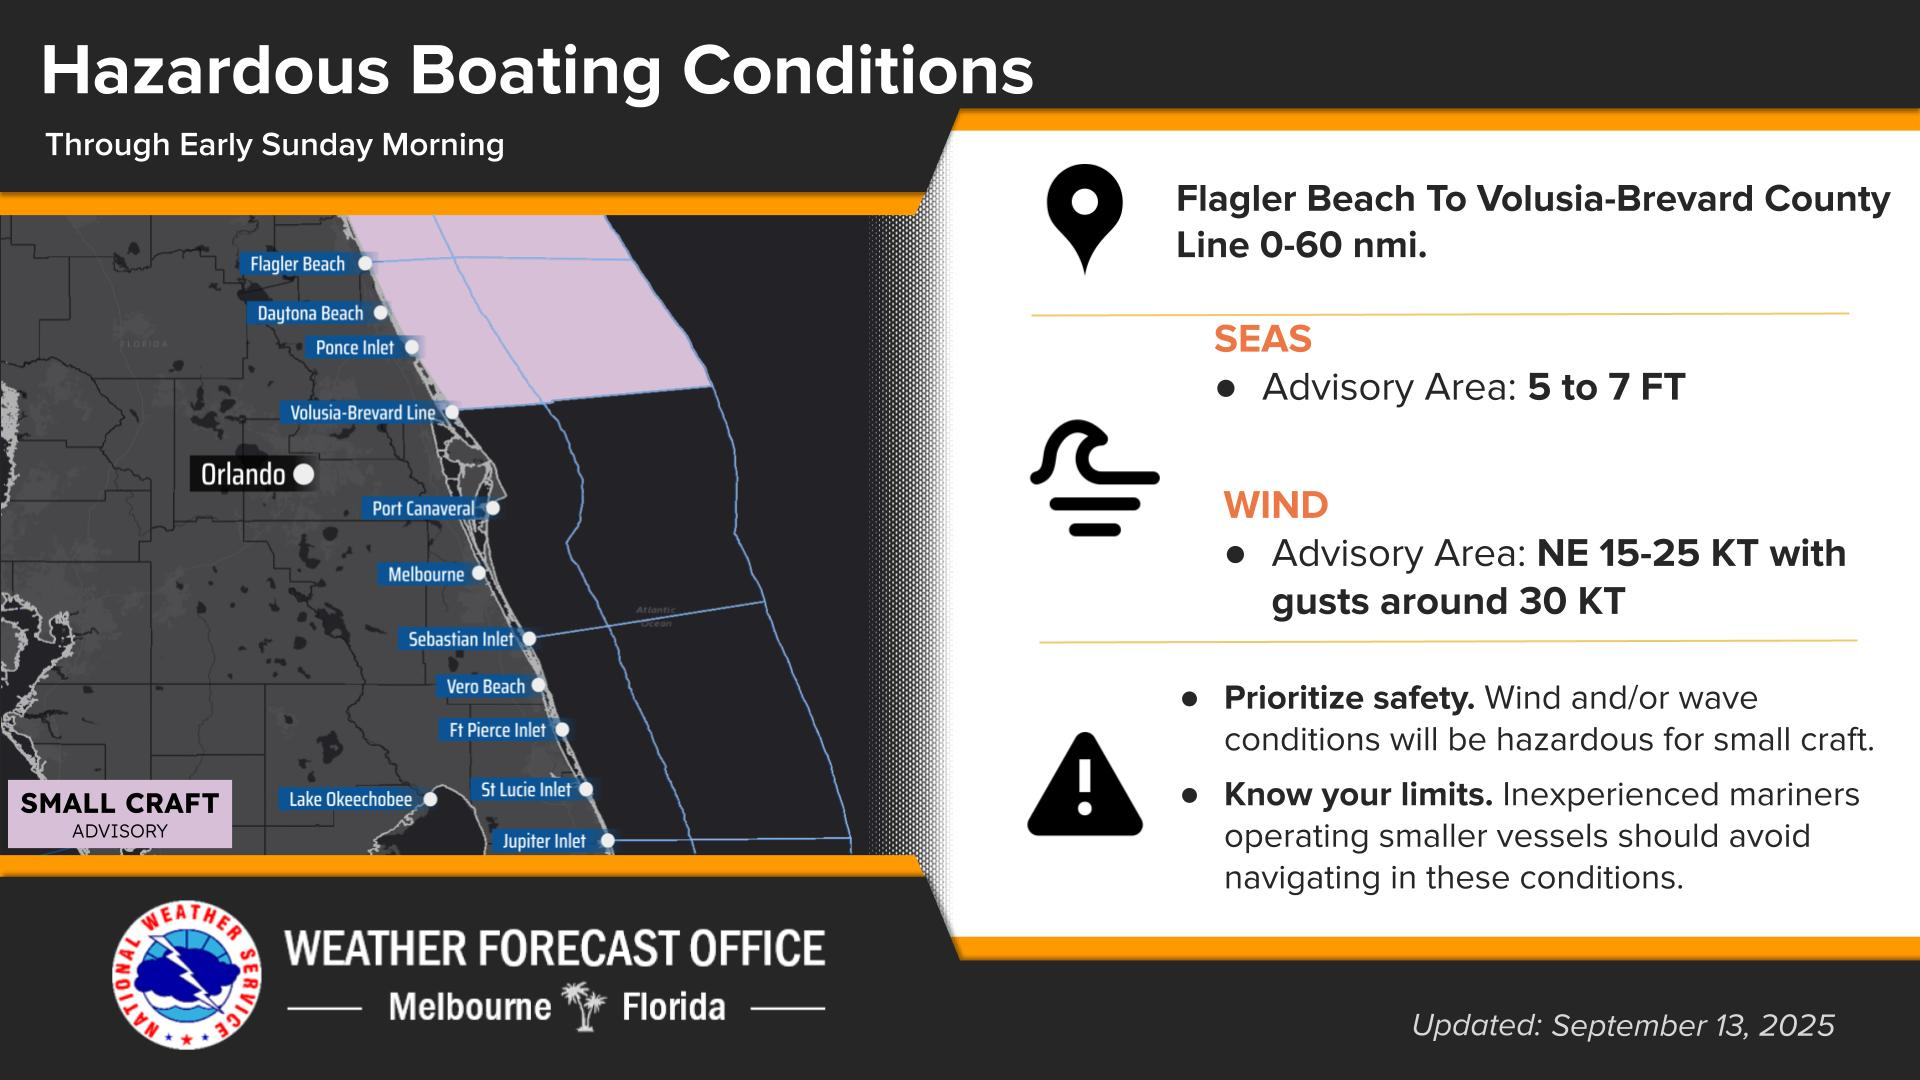 Hazardous Boating Conditions
Through Early Sunday Morning
Flagler Beach
Daytona Beach
FLORIDA
Ponce Inlet
Volusia-Brevard Line
Orlando
Port Canaveral
Melbourne
Atlantic
Ocean
Sebastian Inlet
Vero Beach
Ft Pierce Inlet
St Lucie Inlet
Lake Okeechobee
Jupiter Inlet
SMALL CRAFT
ADVISORY
Flagler Beach To Volusia-Brevard County
Line 0-60 nmi.
SEAS
● Advisory Area: 5 to 7 FT
WIND
● Advisory Area: NE 15-25 KT with
gusts around 30 KT
● Prioritize safety. Wind and/or wave
conditions will be hazardous for small craft.
● Know your limits. Inexperienced mariners
operating smaller vessels should avoid
navigating in these conditions.
NATIONAL WEATHER SERVICE
WEATHER FORECAST OFFICE
Melbourne Florida
Updated: September 13, 2025